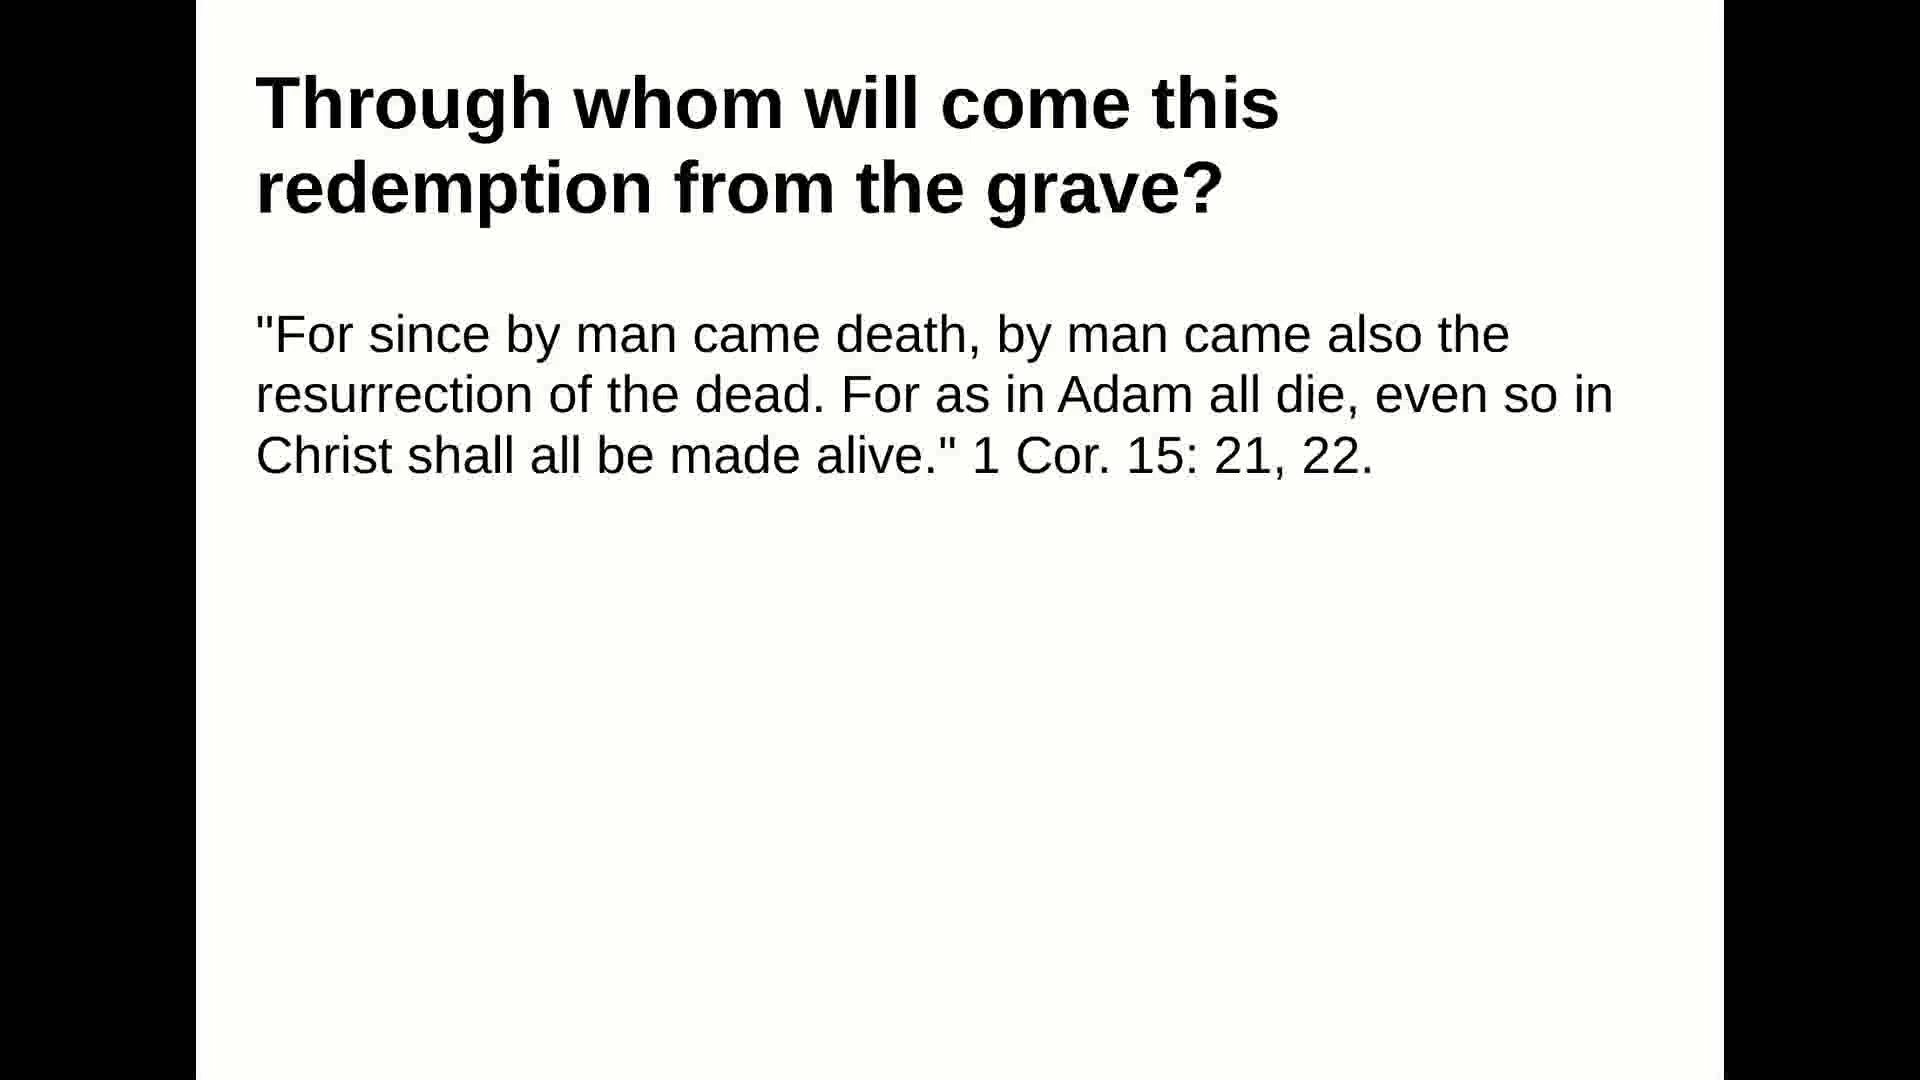 Through whom will come this
redemption from the grave?
"For since by man came death, by man came also the
resurrection of the dead. For as in Adam all die, even so in
Christ shall all be made alive." 1 Cor. 15: 21, 22.